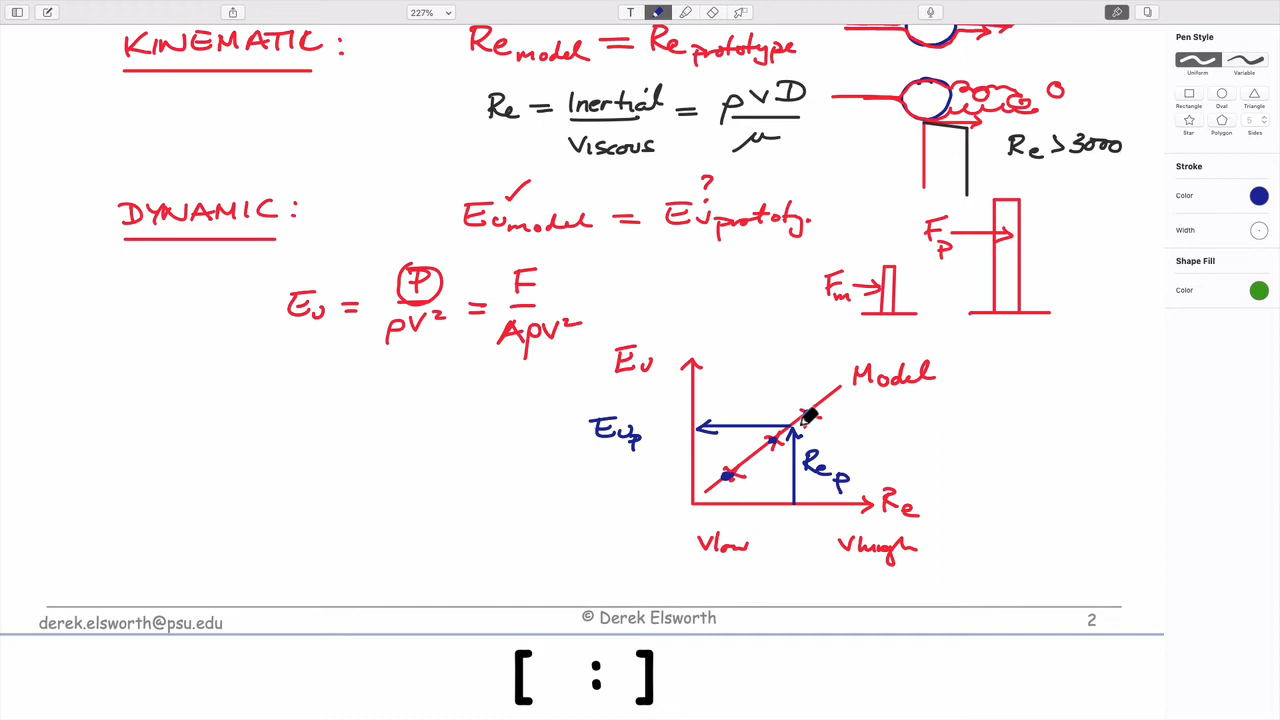 227%
T
KINEMATIC :
Re model = Re prototype
Re = Inertial / Viscous = ρVD / μ
O
Re > 3000
DYNAMIC :
✓ ?
Eu model = Eu prototy.
Eu = P / ρV² = F / AρV²
Fp
Fm
Eu
Model
Eup
Rep
Re
Vlow
Vhigh
derek.elsworth@psu.edu
© Derek Elsworth
2
[ : ]
Pen Style
Uniform Variable
Rectangle Oval Triangle
5
Star Polygon Sides
Stroke
Color
Width
Shape Fill
Color